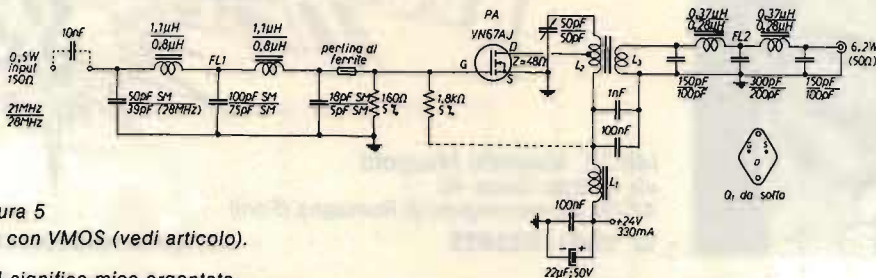 10nF
0,5W
input
150Ω
21MHz
28MHz
1,1µH
0,8µH
FL1
1,1µH
0,8µH
perlina di
ferrite
50pF SM
39pF (28MHz)
100pF SM
75pF SM
18pF SM
5pF SM
160Ω
5%
1,8kΩ
5%
PA
VN67AJ
G
D
S
Z=48Ω
50pF
50pF
L2
L3
1nF
100nF
L1
100nF
+24V
330mA
22µF; 50V
0,37µH
0,28µH
FL2
0,37µH
0,28µH
150pF
100pF
300pF
200pF
150pF
100pF
6,2W
(50Ω)
G S
D
Q1 da sotto
ura 5
con VMOS (vedi articolo).
significa mica argentata